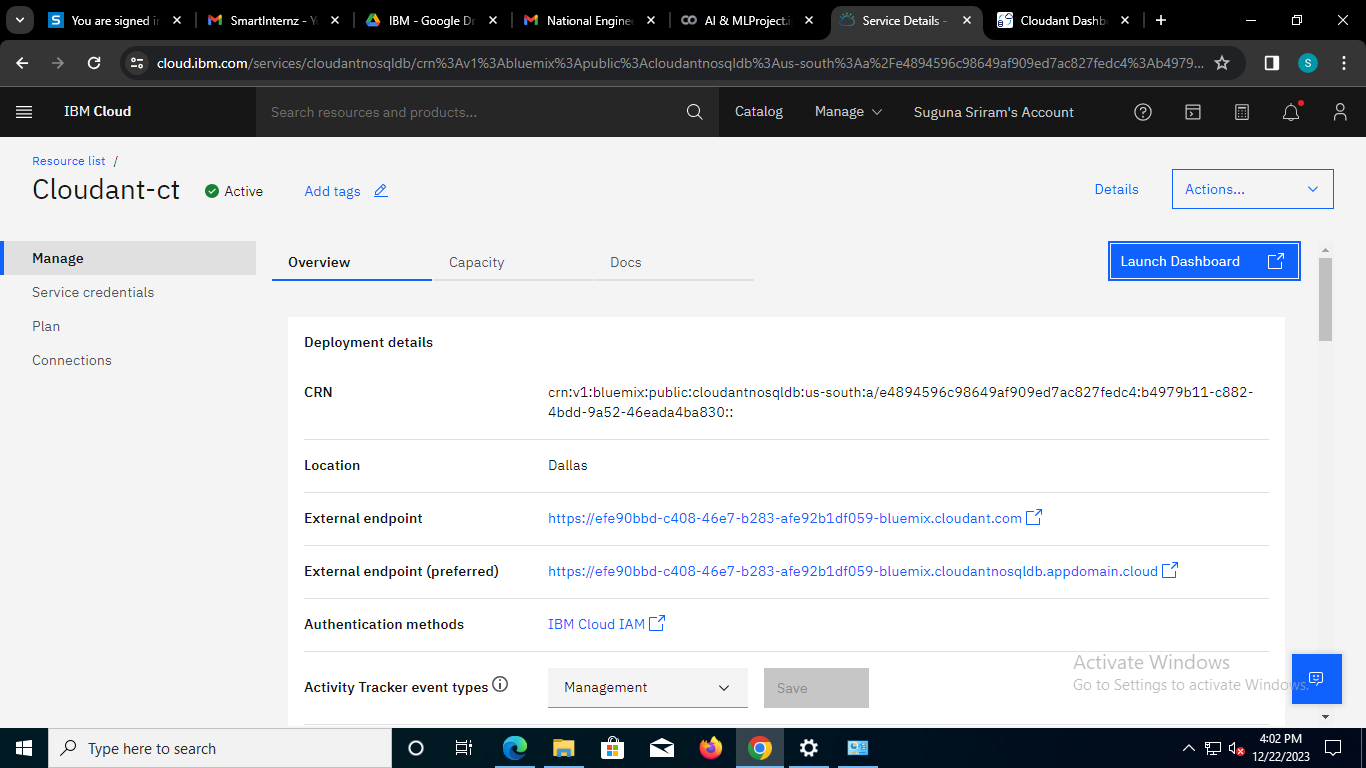 You are signed in
SmartInternz - Yo
IBM - Google Dr
National Enginee
AI & MLProject.ip
Service Details -
Cloudant Dashbo
cloud.ibm.com/services/cloudantnosqldb/crn%3Av1%3Abluemix%3Apublic%3Acloudantnosqldb%3Aus-south%3Aa%2Fe4894596c98649af909ed7ac827fedc4%3Ab4979...
S
IBM Cloud
Search resources and products...
Catalog
Manage
Suguna Sriram's Account
Resource list /
Cloudant-ct
Active
Add tags
Details
Actions...
Manage
Service credentials
Plan
Connections
Overview
Capacity
Docs
Launch Dashboard
Deployment details
CRN
crn:v1:bluemix:public:cloudantnosqldb:us-south:a/e4894596c98649af909ed7ac827fedc4:b4979b11-c882-
4bdd-9a52-46eada4ba830::
Location
Dallas
External endpoint
https://efe90bbd-c408-46e7-b283-afe92b1df059-bluemix.cloudant.com
External endpoint (preferred)
https://efe90bbd-c408-46e7-b283-afe92b1df059-bluemix.cloudantnosqldb.appdomain.cloud
Authentication methods
IBM Cloud IAM
Activity Tracker event types
Management
Save
Activate Windows
Go to Settings to activate Windows.
Type here to search
4:02 PM
12/22/2023